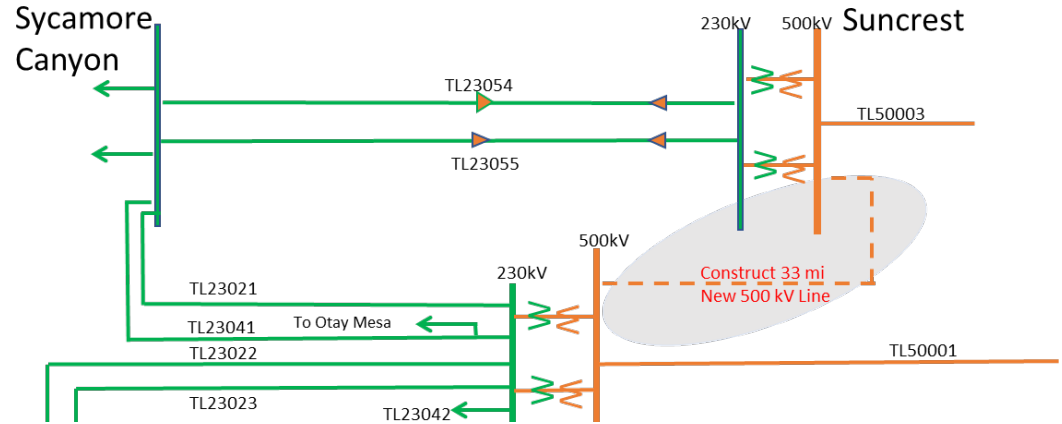 Sycamore
Canyon
230kV
500kV
Suncrest
TL23054
TL50003
TL23055
500kV
230kV
Construct 33 mi
New 500 kV Line
TL23021
To Otay Mesa
TL23041
TL23022
TL50001
TL23023
TL23042